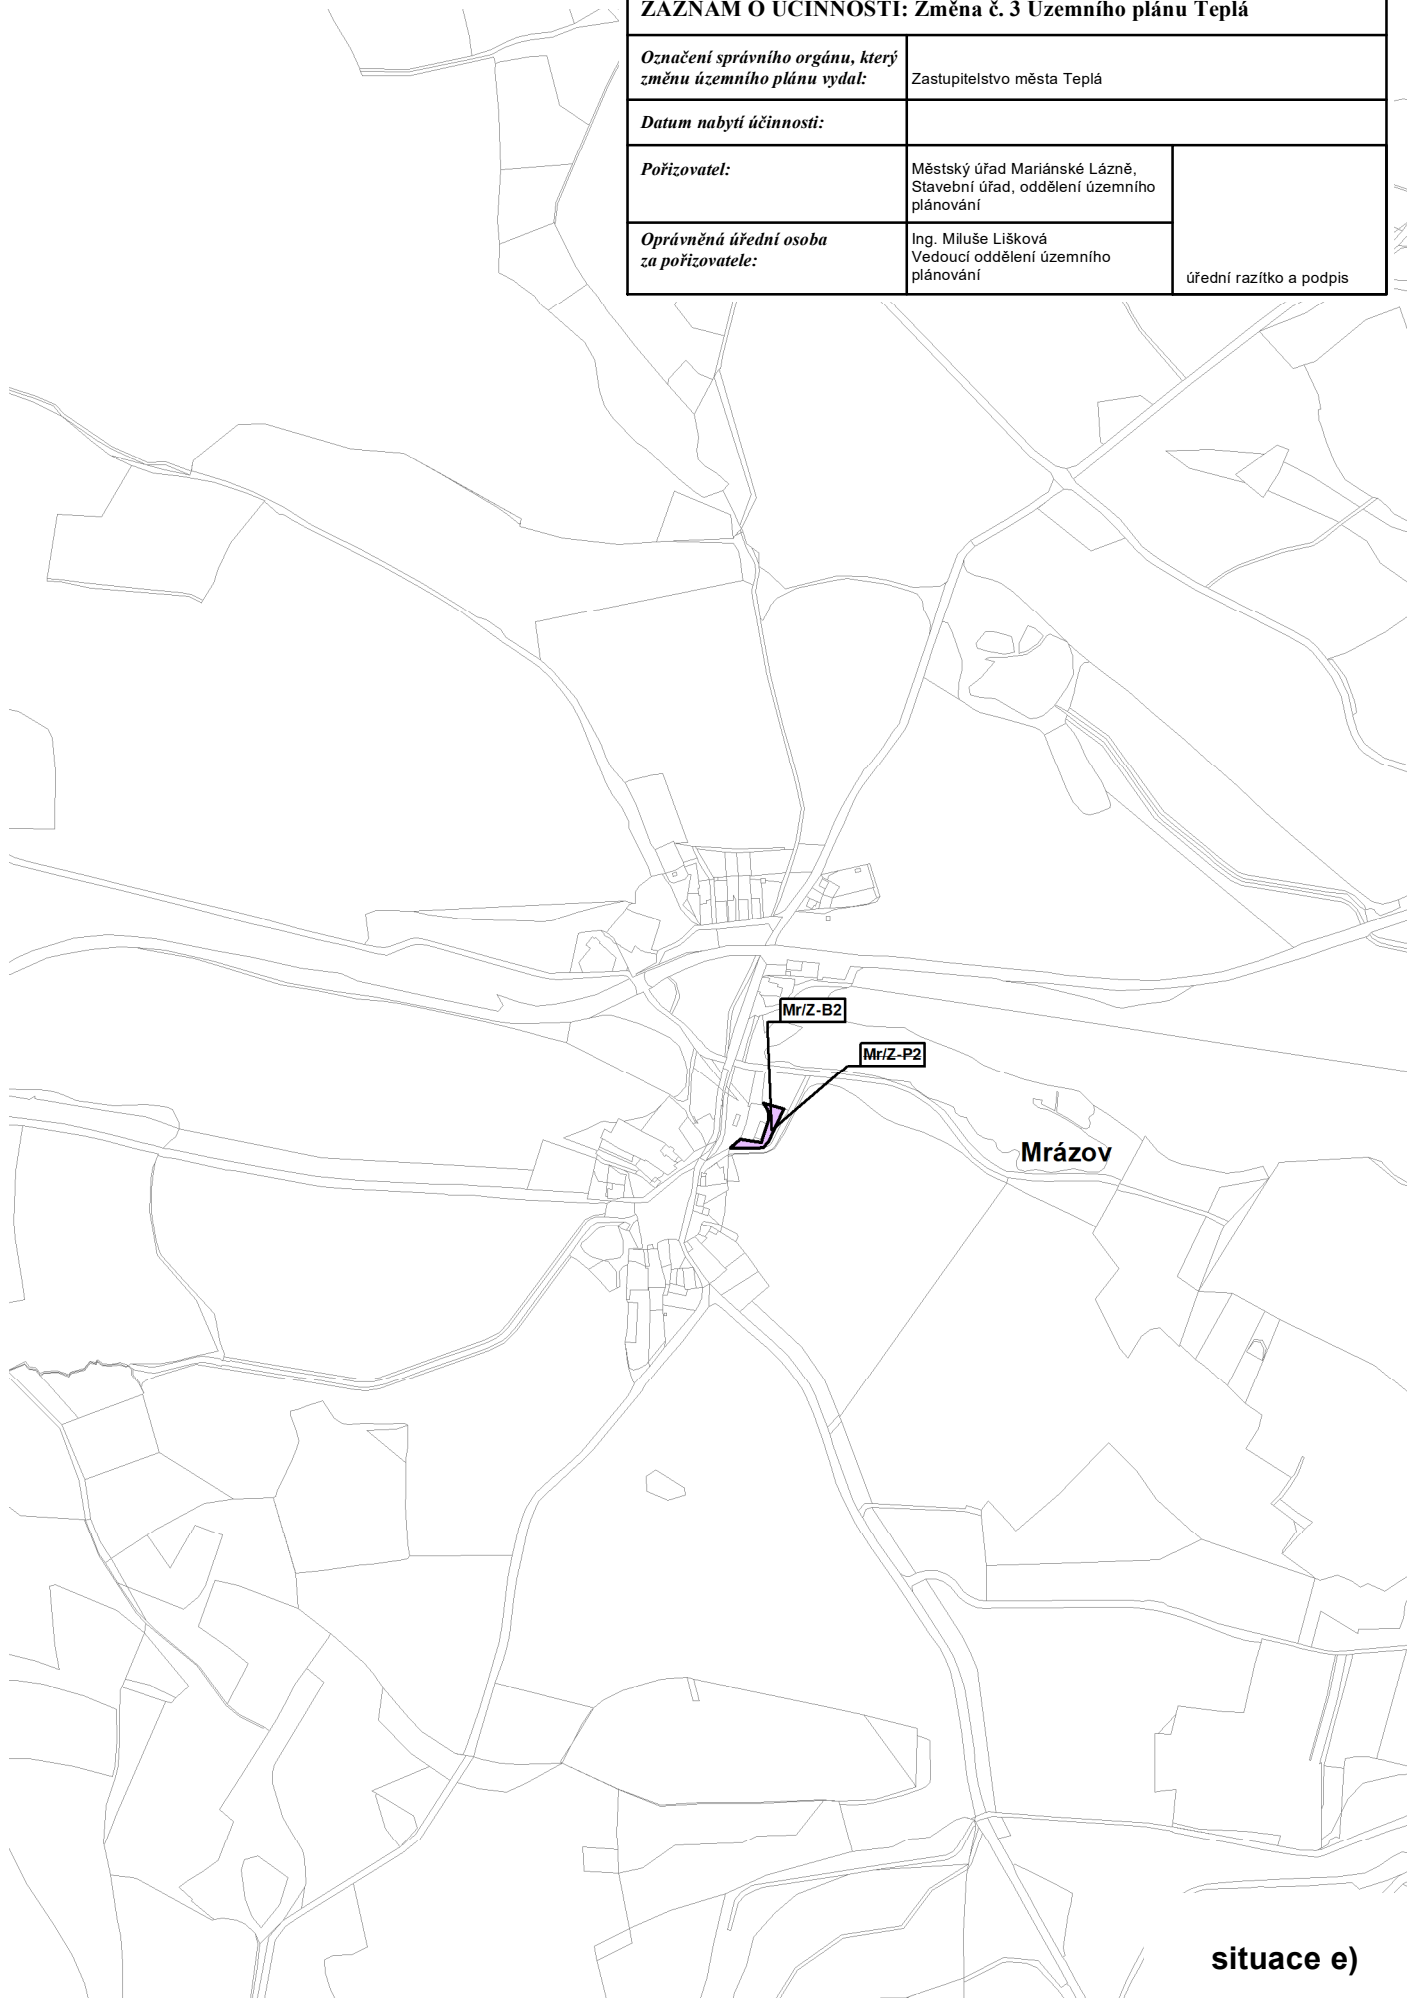 ZÁZNAM O ÚČINNOSTI: Změna č. 3 Územního plánu Teplá
Označení správního orgánu, který
změnu územního plánu vydal:
Zastupitelstvo města Teplá
Datum nabytí účinnosti:
Pořizovatel:
Městský úřad Mariánské Lázně,
Stavební úřad, oddělení územního
plánování
Oprávněná úřední osoba
za pořizovatele:
Ing. Miluše Lišková
Vedoucí oddělení územního
plánování
úřední razítko a podpis
Mr/Z-B2
Mr/Z-P2
Mrázov
situace e)